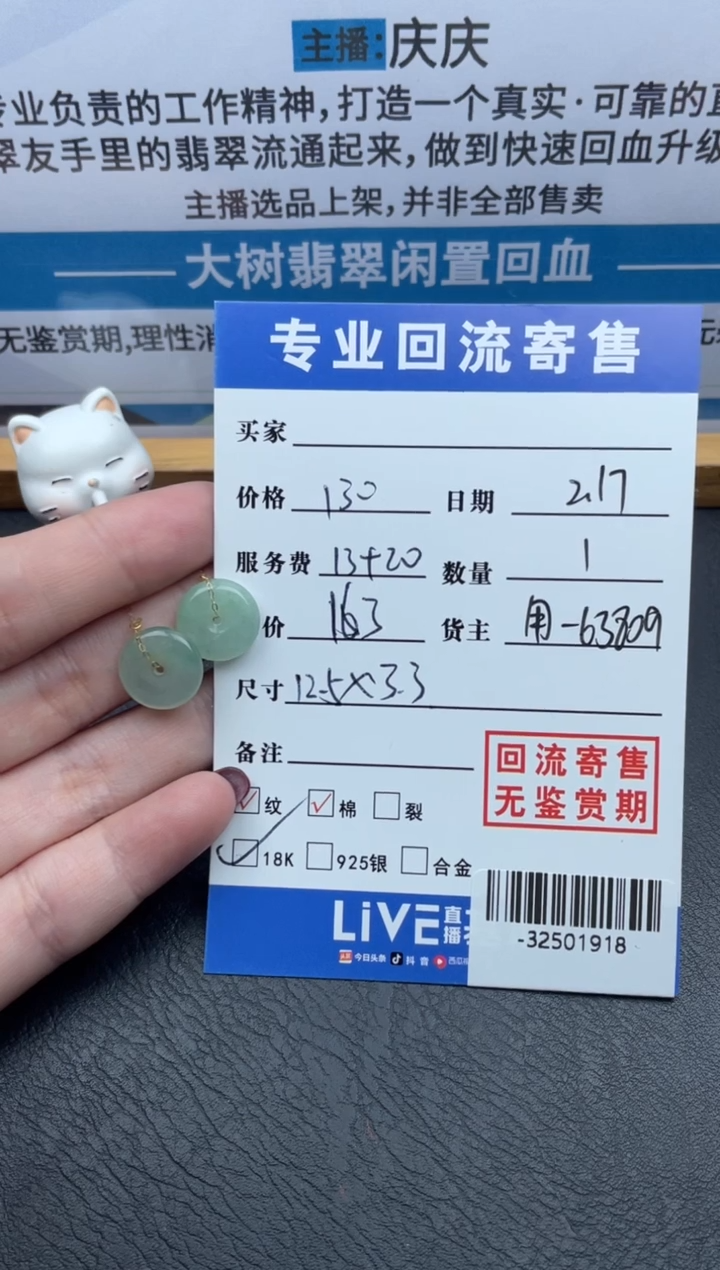 主播:庆庆
专业负责的工作精神,打造一个真实·可靠的
翠友手里的翡翠流通起来,做到快速回血升级
主播选品上架,并非全部售卖
大树翡翠闲置回血
无鉴赏期,理性消
专业回流寄售
买家
价格 130 日期 2.17
服务费 13+20 数量 1
价 163 货主 用-63809
尺寸 12.5×3.3
备注
回流寄售
无鉴赏期
纹 棉 裂
18K 925银 合金
LiVE 直
播
今日头条 抖音 西瓜
-32501918